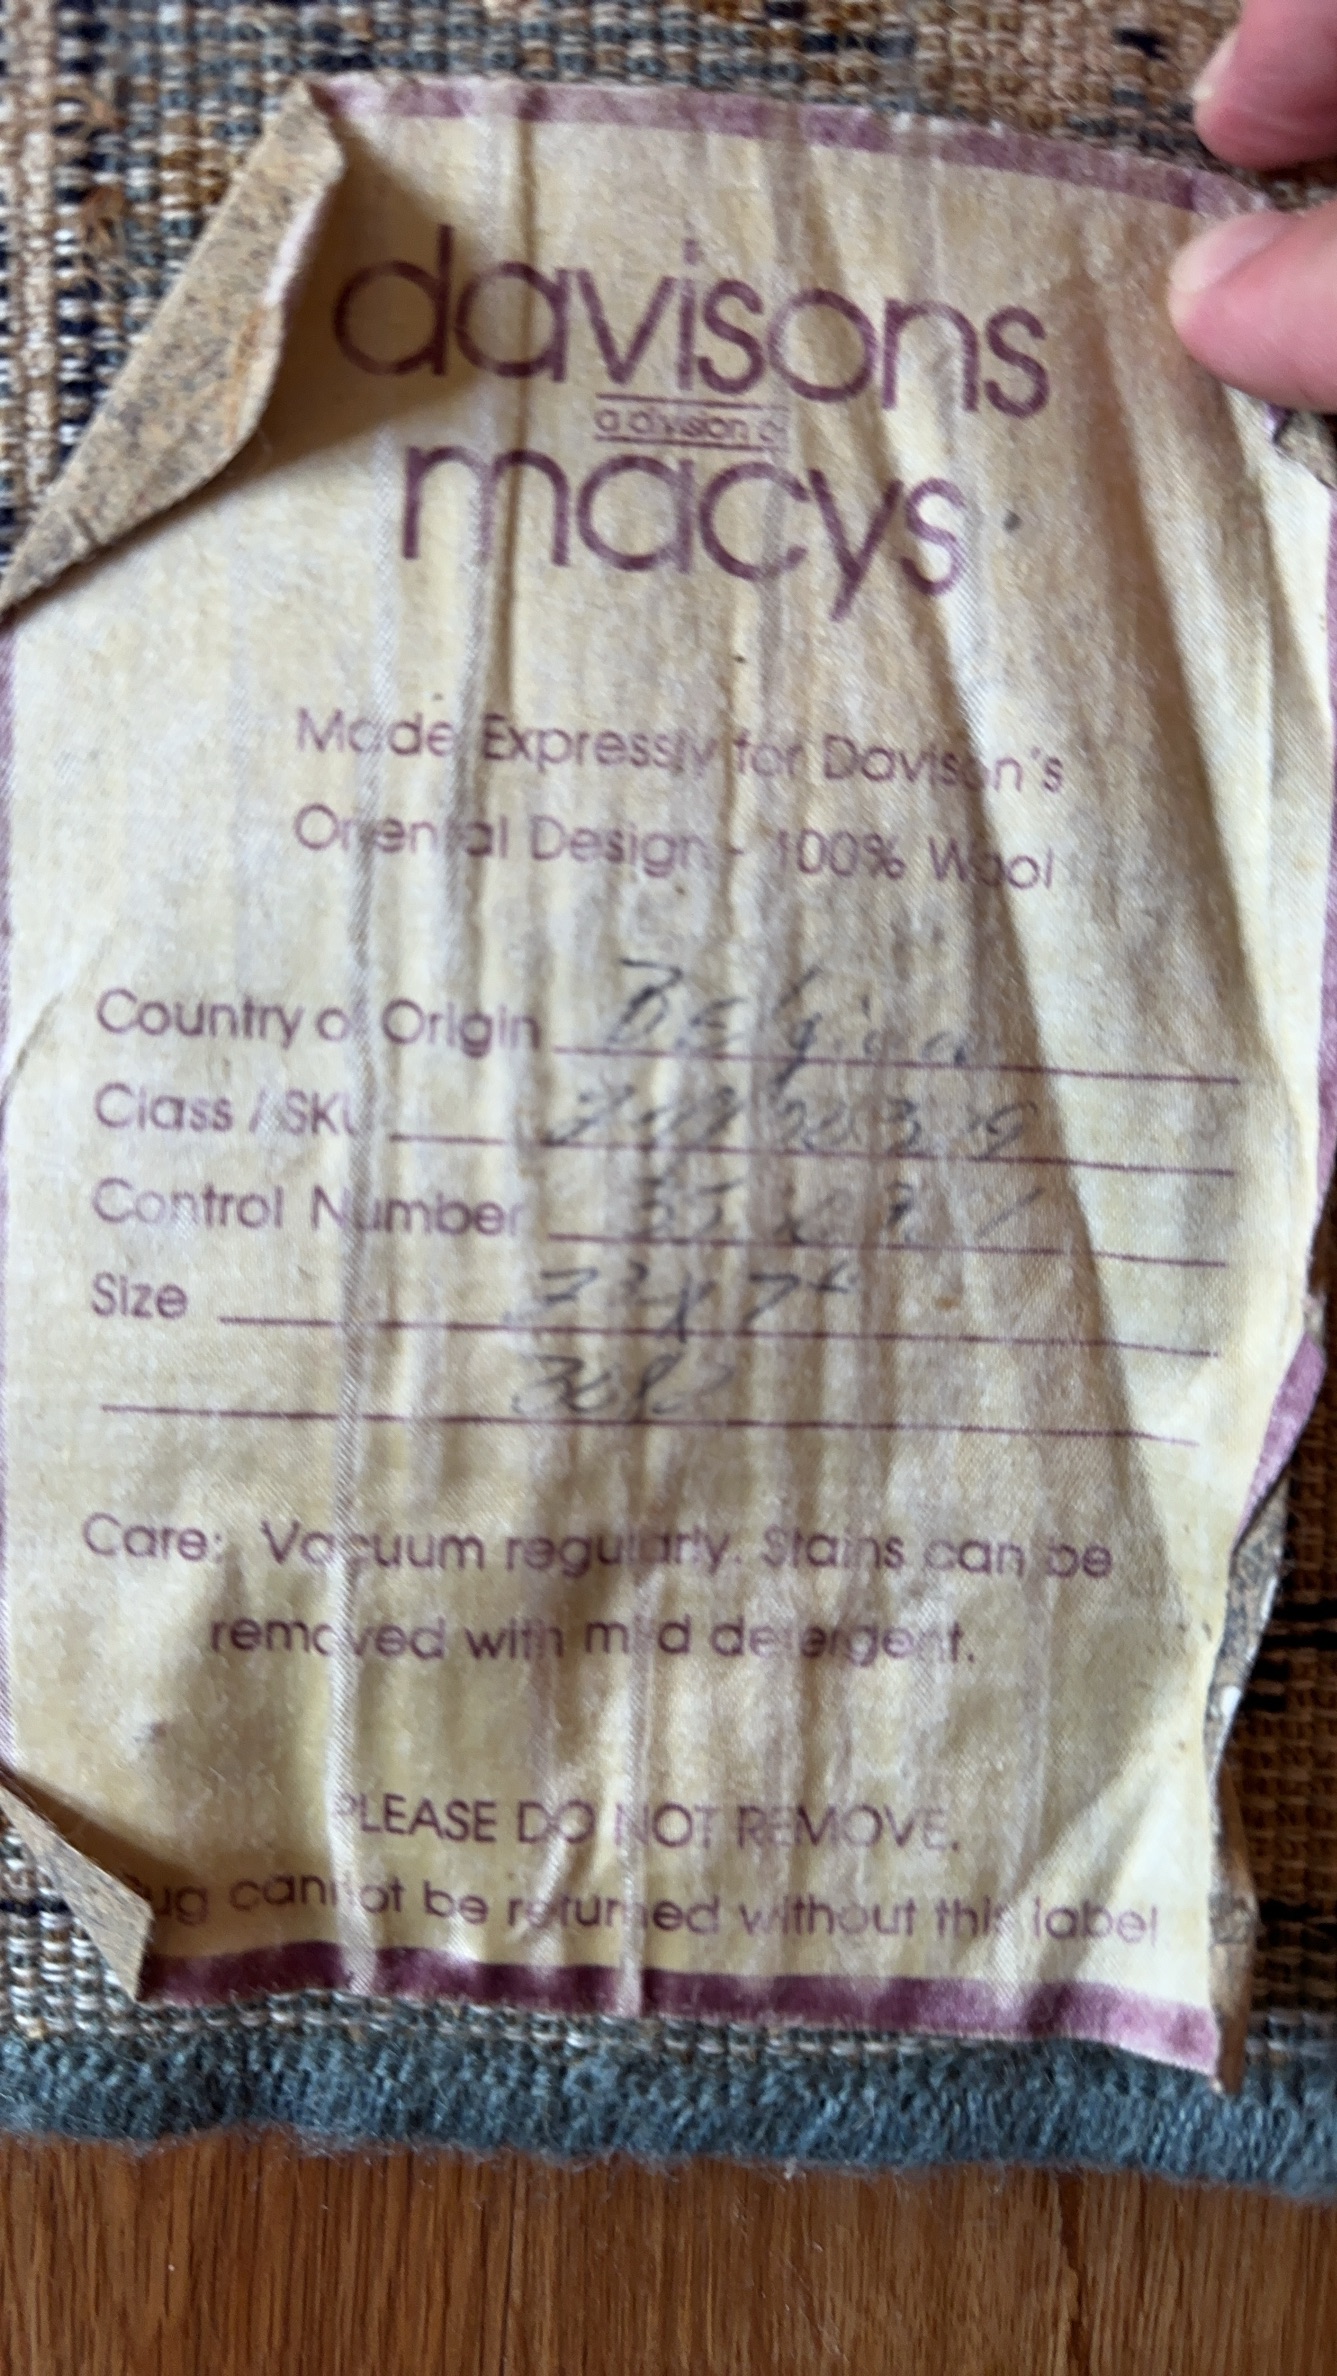 davisons
a division of
macys
Made Expressly for Davison's
Oriental Design - 100% Wool
Country of Origin
Class / SKU
Control Number
Size
Care: Vacuum regularly. Stains can be
removed with mild detergent.
PLEASE DO NOT REMOVE.
Rug cannot be returned without this label